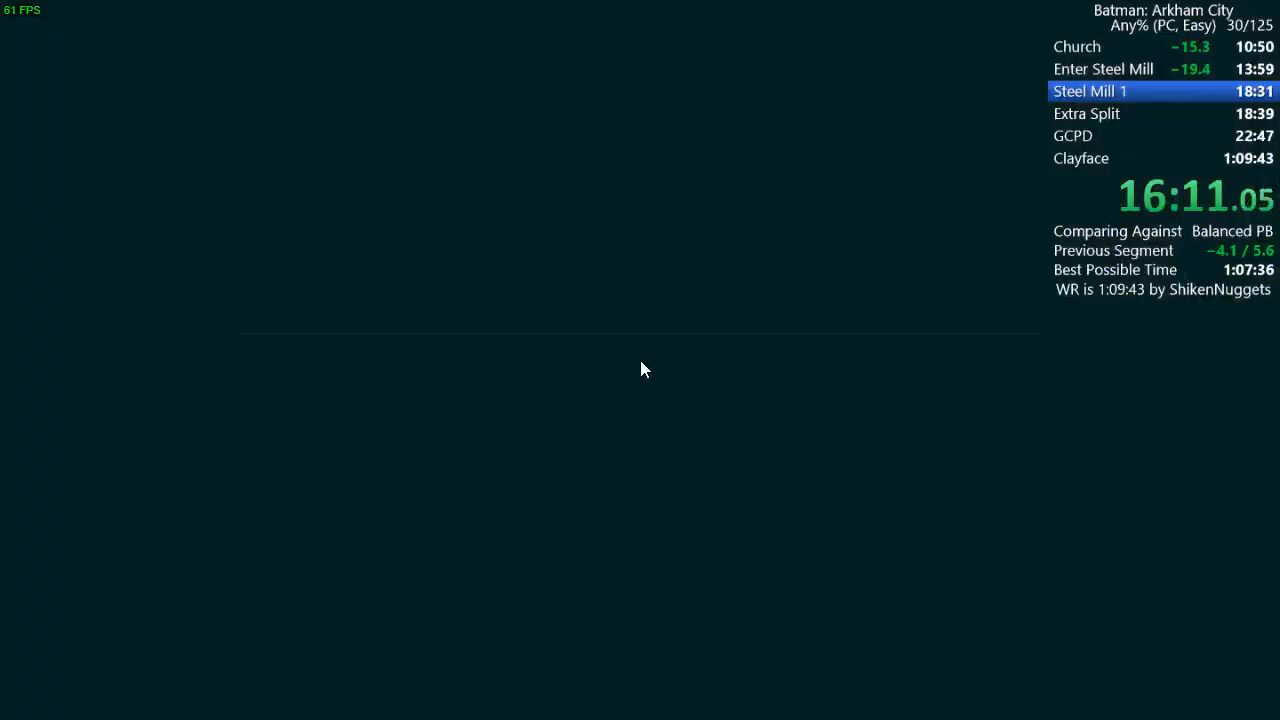 61 FPS
Batman: Arkham City
Any% (PC, Easy) 30/125
Church −15.3 10:50
Enter Steel Mill −19.4 13:59
Steel Mill 1 18:31
Extra Split 18:39
GCPD 22:47
Clayface 1:09:43
16:11.05
Comparing Against Balanced PB
Previous Segment −4.1 / 5.6
Best Possible Time 1:07:36
WR is 1:09:43 by ShikenNuggets